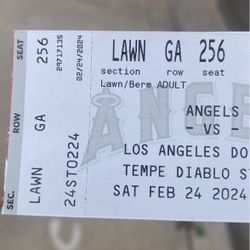 SEAT 256
ROW GA
SEC. LAWN
29717135
02/24/2024
24ST0224
LAWN GA 256
section row seat
Lawn/Berm ADULT
ANGELS
- VS -
LOS ANGELES DO
TEMPE DIABLO S
SAT FEB 24 2024
ANGE